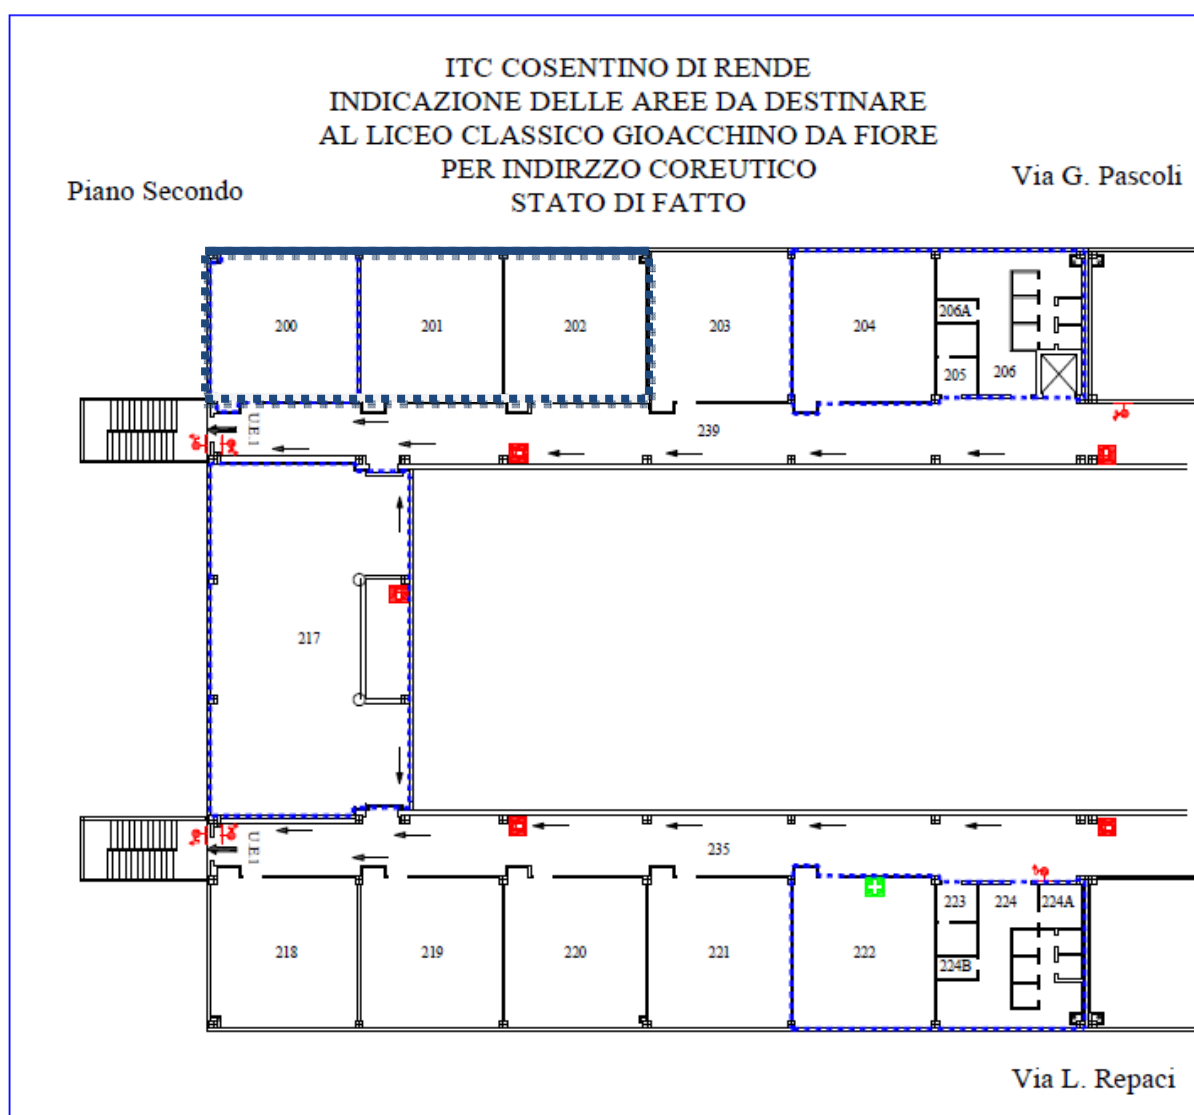 ITC COSENTINO DI RENDE
INDICAZIONE DELLE AREE DA DESTINARE
AL LICEO CLASSICO GIOACCHINO DA FIORE
PER INDIRZZO COREUTICO
STATO DI FATTO
Piano Secondo
Via G. Pascoli
200
201
202
203
204
206A
205
206
U.E.1
239
217
U.E.1
235
218
219
220
221
222
223
224
224A
224B
Via L. Repaci